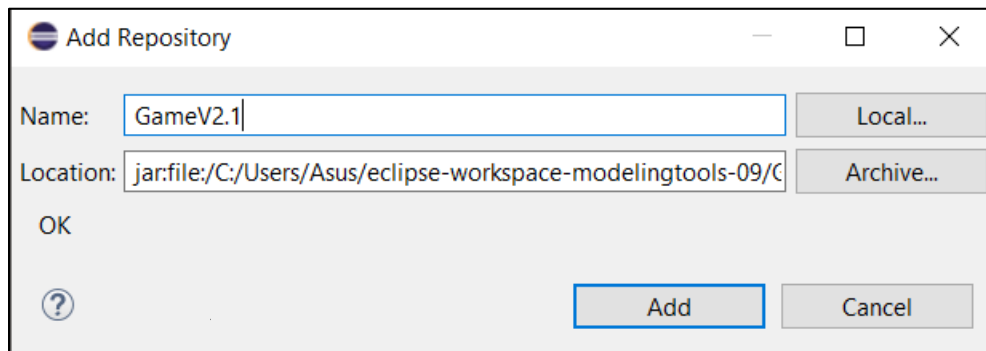 Add Repository
Name: GameV2.1 Local...
Location: jar:file:/C:/Users/Asus/eclipse-workspace-modelingtools-09/G Archive...
OK
? Add Cancel